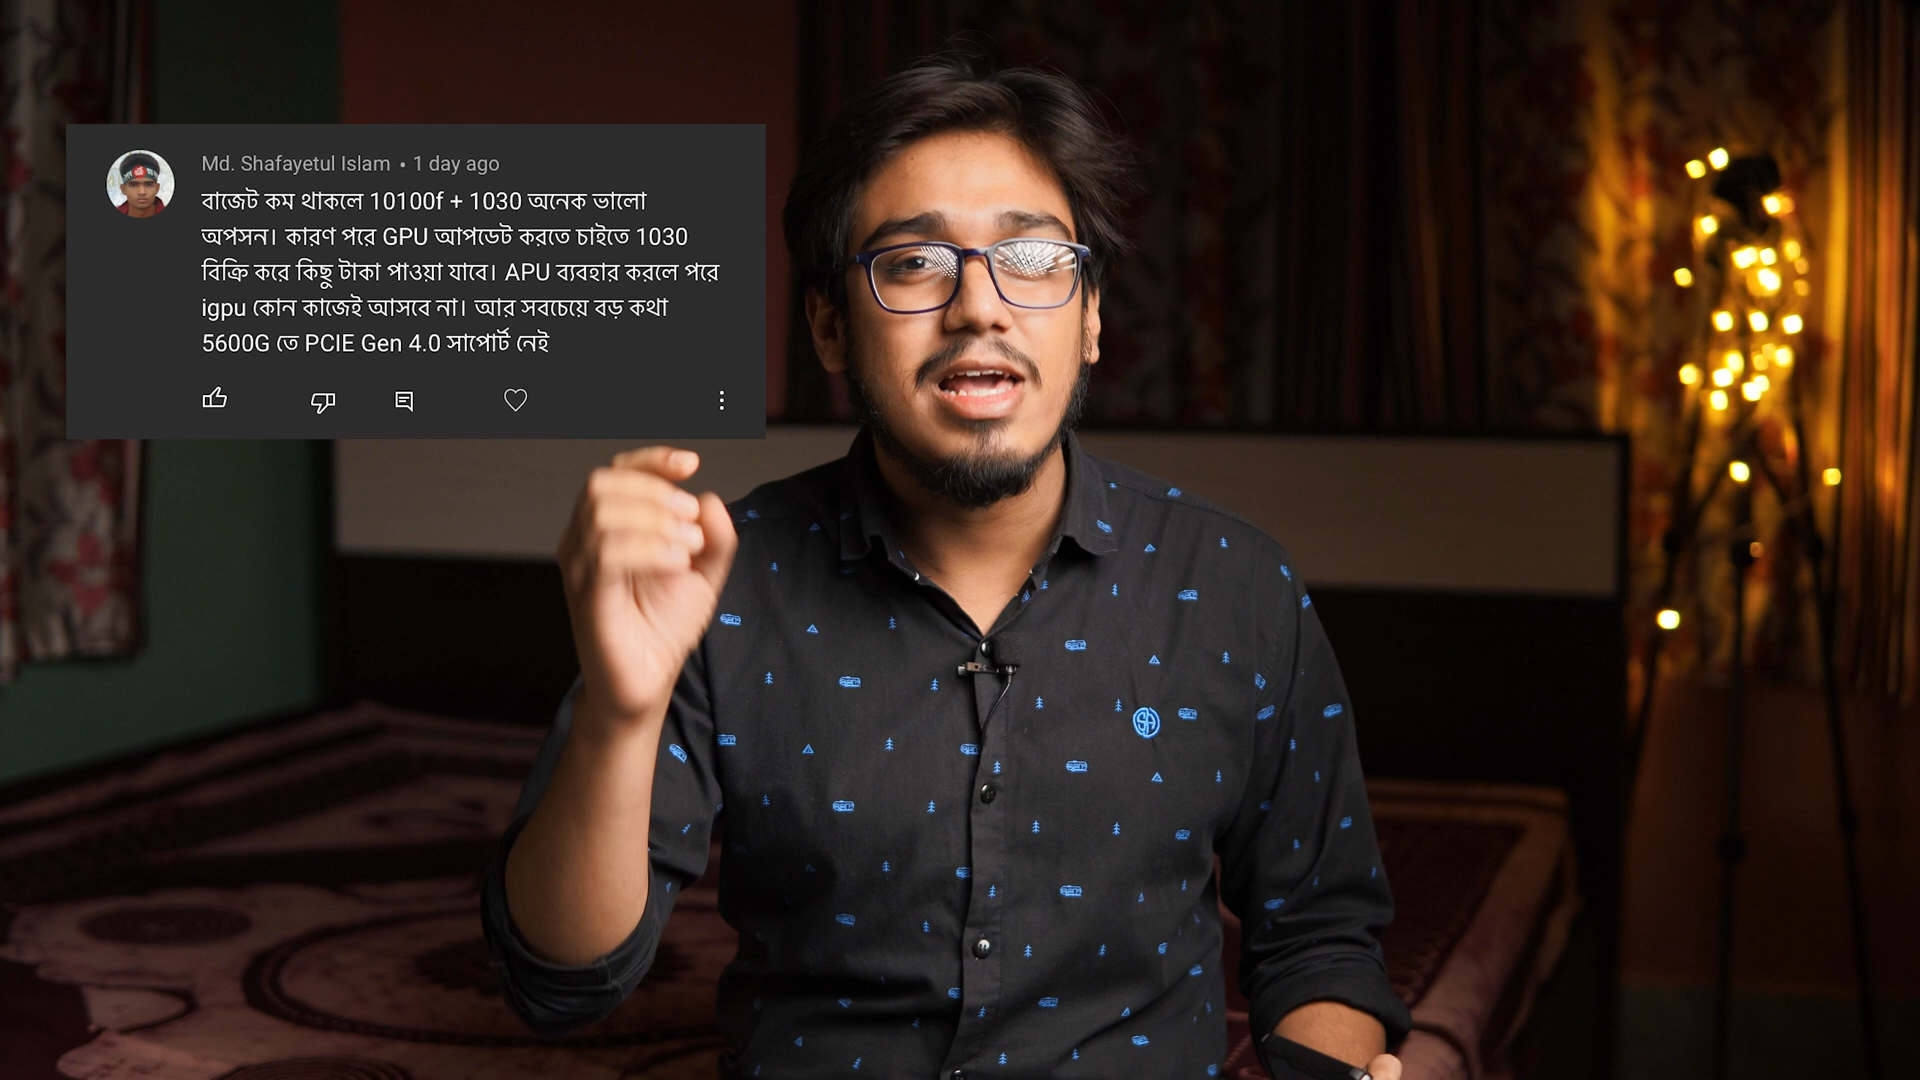 Md. Shafayetul Islam • 1 day ago
বাজেট কম থাকলে 10100f + 1030 অনেক ভালো
অপসন। কারণ পরে GPU আপডেট করতে চাইতে 1030
বিক্রি করে কিছু টাকা পাওয়া যাবে। APU ব্যবহার করলে পরে
igpu কোন কাজেই আসবে না। আর সবচেয়ে বড় কথা
5600G তে PCIE Gen 4.0 সাপোর্ট নেই